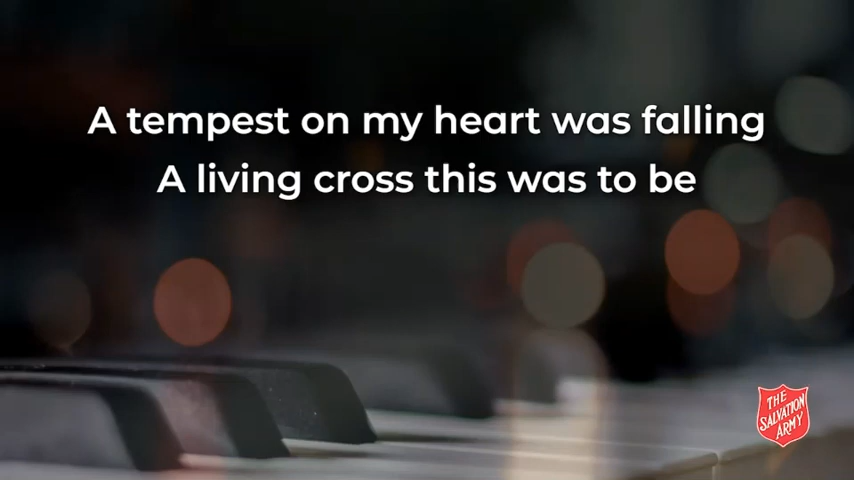 A tempest on my heart was falling
A living cross this was to be
THE
SALVATION
ARMY